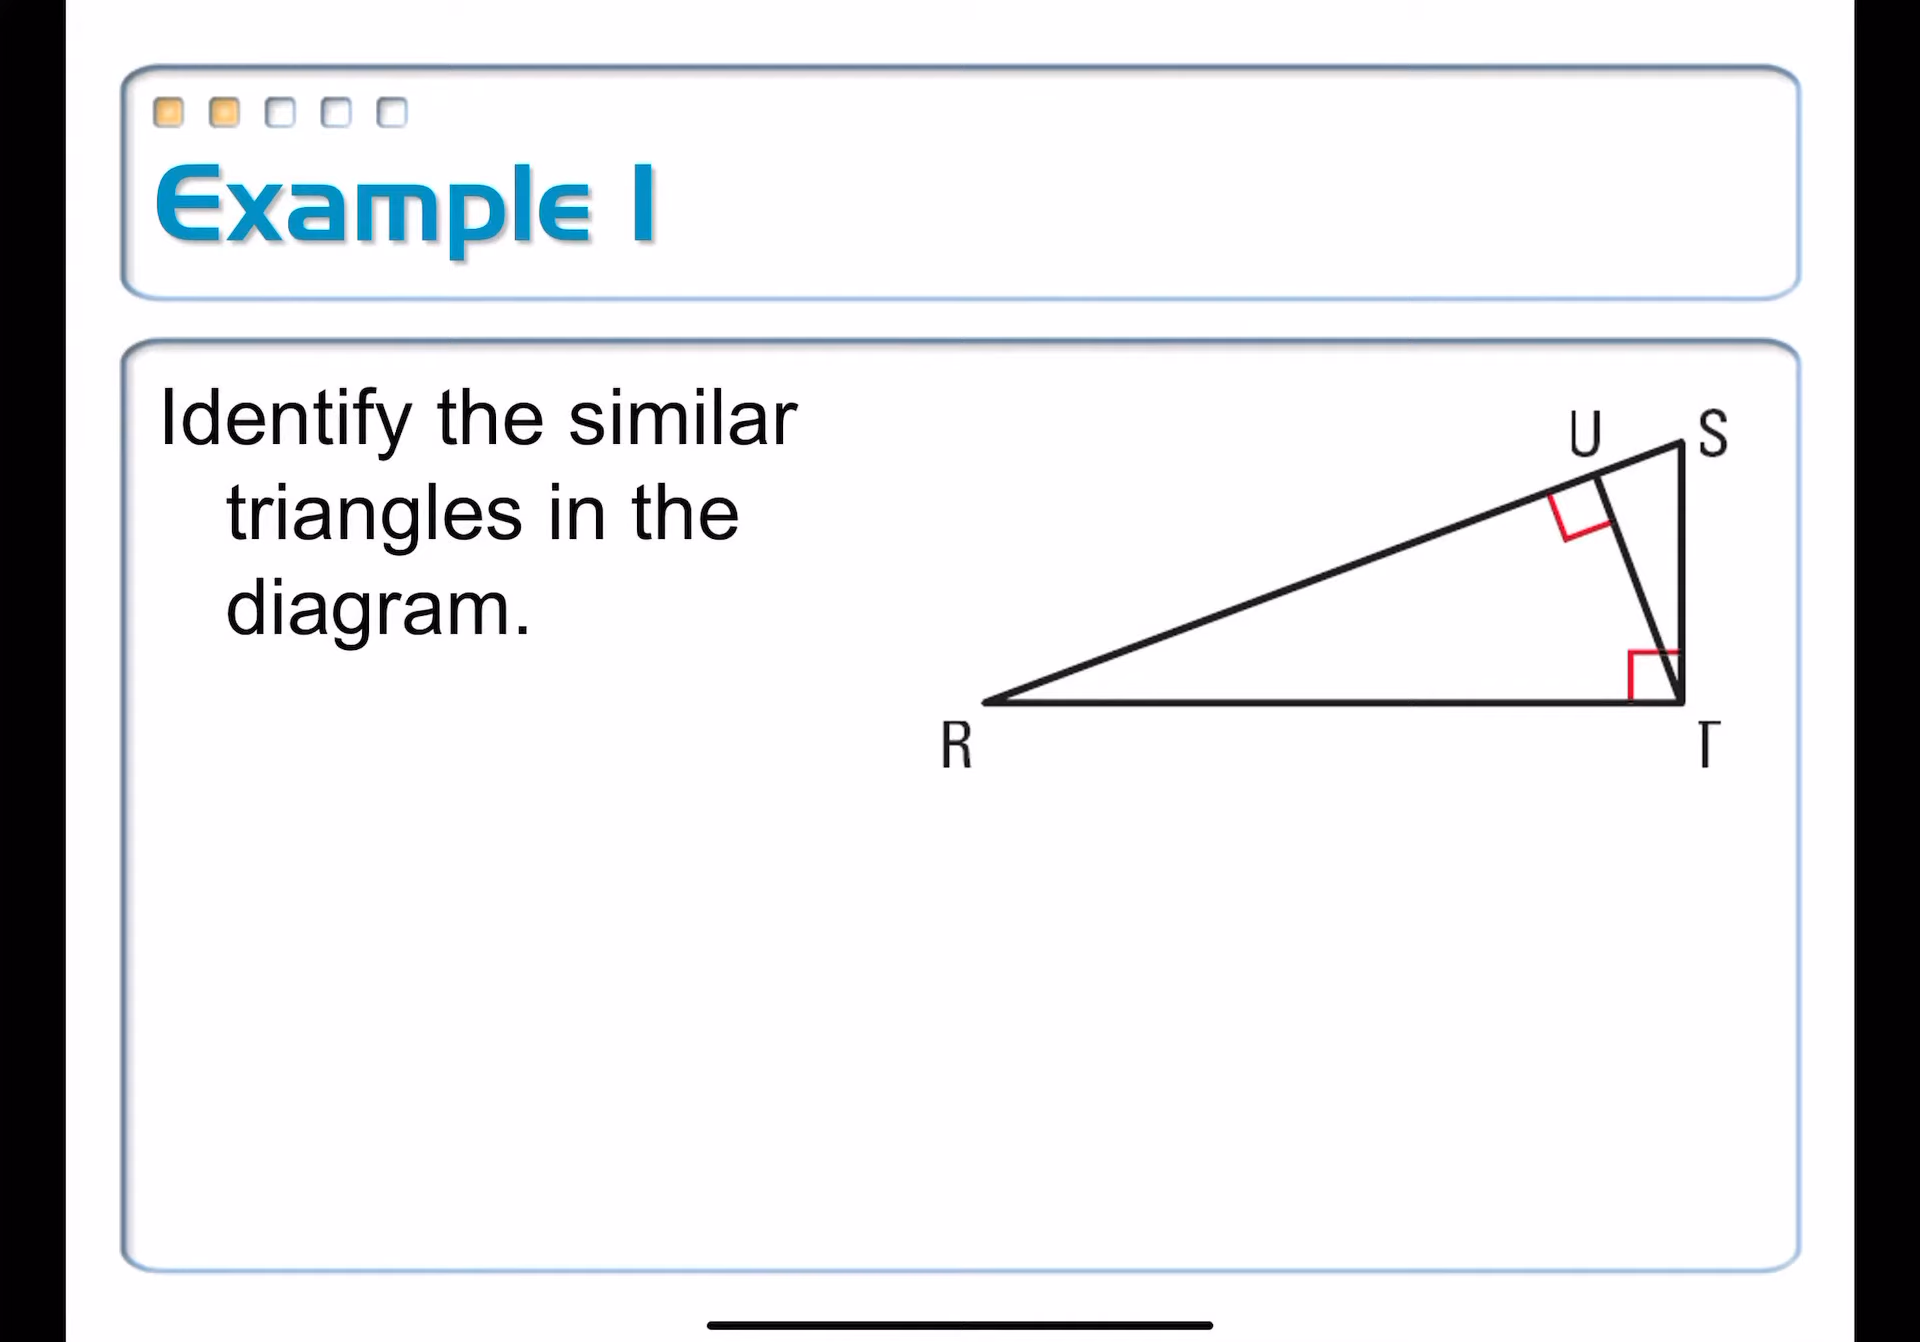 Example 1
Identify the similar
triangles in the
diagram.
U S
R T